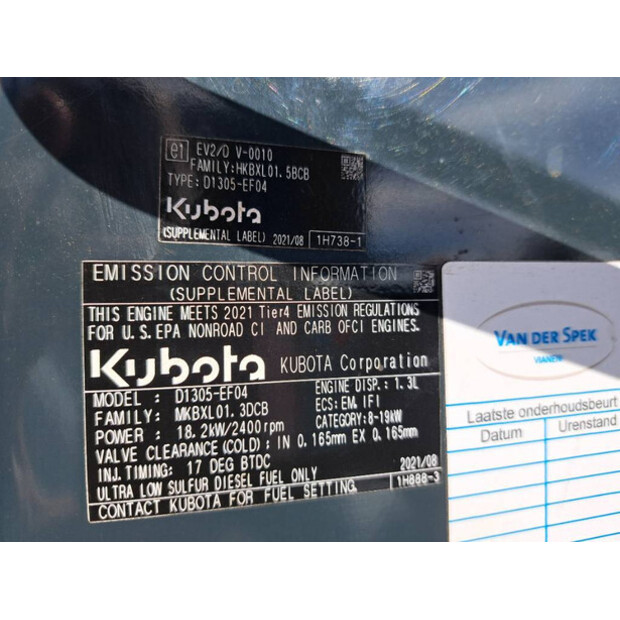 e1 EV2/D V-0010
FAMILY:HKBXL01.5BCB
TYPE: D1305-EF04
Kubota
(SUPPLEMENTAL LABEL) 2021/08 1H738-1
EMISSION CONTROL INFORMATION
(SUPPLEMENTAL LABEL)
THIS ENGINE MEETS 2021 Tier4 EMISSION REGULATIONS
FOR U.S.EPA NONROAD CI AND CARB OFCI ENGINES.
Kubota KUBOTA Corporation
MODEL : D1305-EF04 ENGINE DISP.: 1.3L
FAMILY: MKBXL01.3DCB ECS: EM, IFI
POWER : 18.2kW/2400rpm CATEGORY: 8-19kW
VALVE CLEARANCE(COLD): IN 0.165mm EX 0.165mm
INJ.TIMING: 17 DEG BTDC 2021/08
ULTRA LOW SULFUR DIESEL FUEL ONLY 1H888-3
CONTACT KUBOTA FOR FUEL SETTING.
VAN DER SPEK
VIANEN
Laatste onderhoudsbeurt
Datum Urenstand